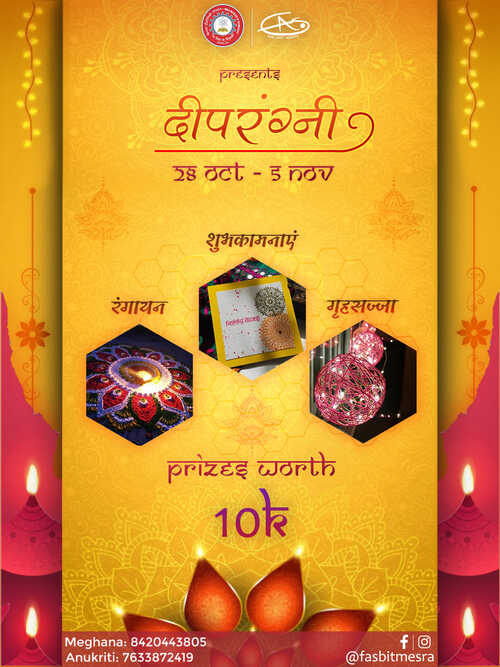 presents
दीपरंग्नी
28 oct - 5 nov
शुभकामनाएं
रंगायन
गृहसज्जा
prizes worth
10k
Meghana: 8420443805
Anukriti: 7633872419
@fasbitmesra